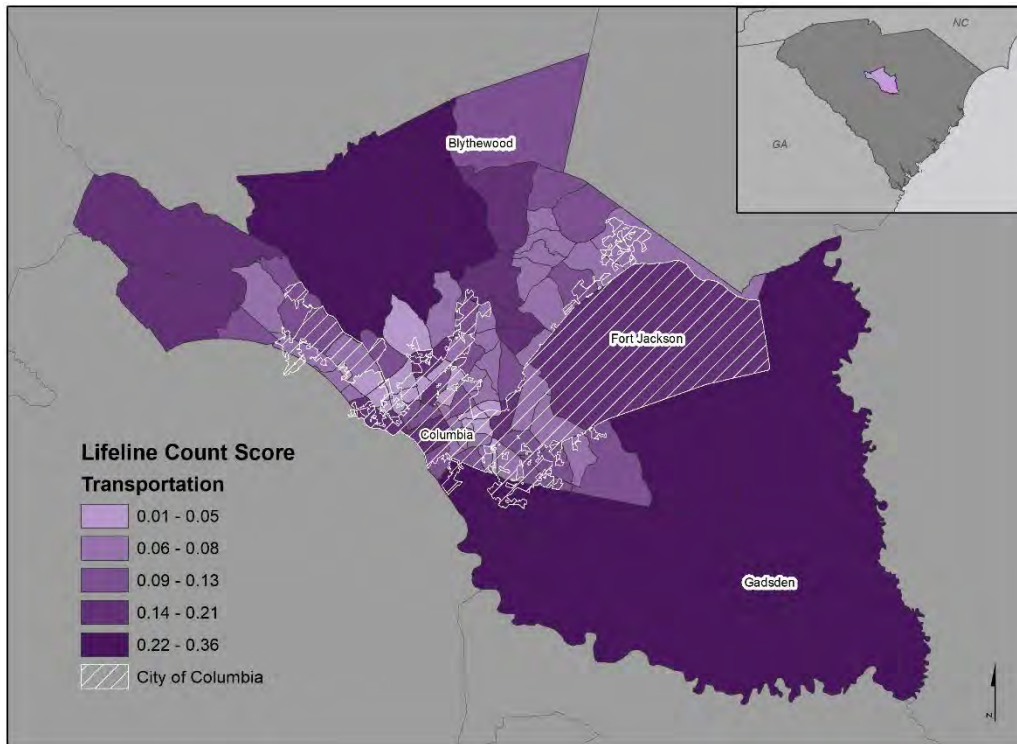 NC
GA
Blythewood
Fort Jackson
Columbia
Gadsden
Lifeline Count Score
Transportation
0.01 - 0.05
0.06 - 0.08
0.09 - 0.13
0.14 - 0.21
0.22 - 0.36
City of Columbia
N